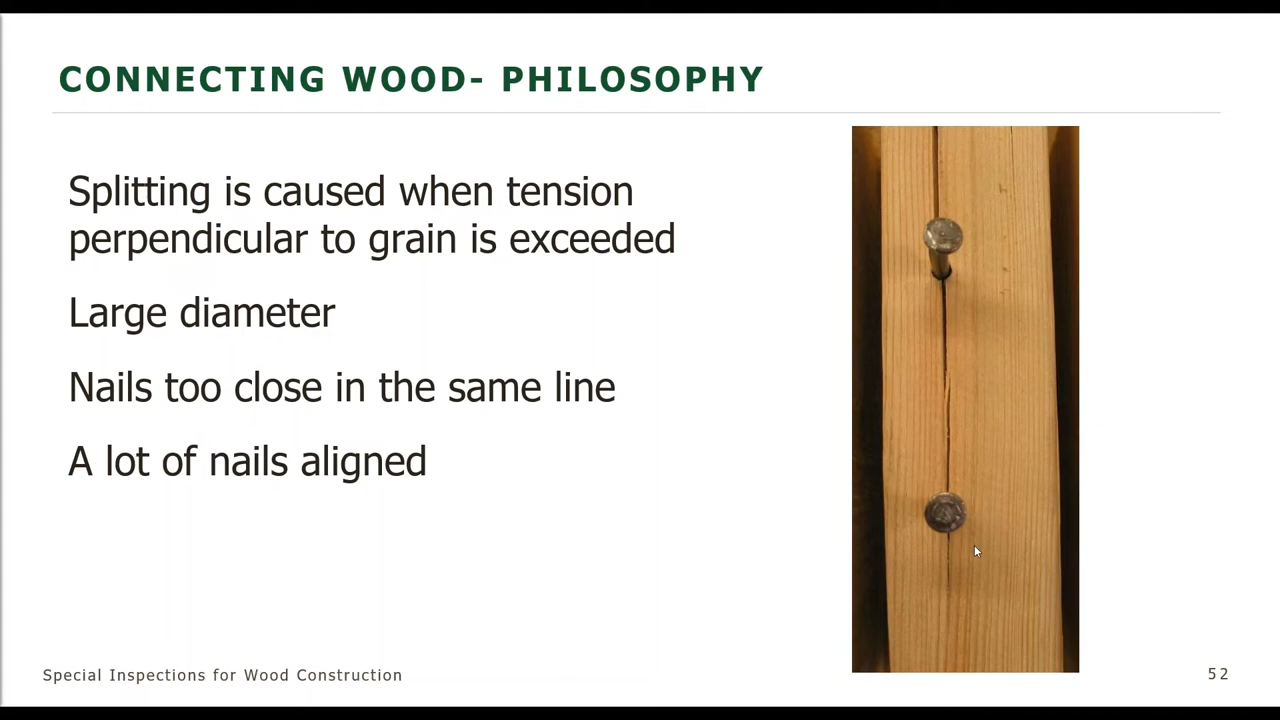 CONNECTING WOOD- PHILOSOPHY
Splitting is caused when tension
perpendicular to grain is exceeded
Large diameter
Nails too close in the same line
A lot of nails aligned
Special Inspections for Wood Construction
52